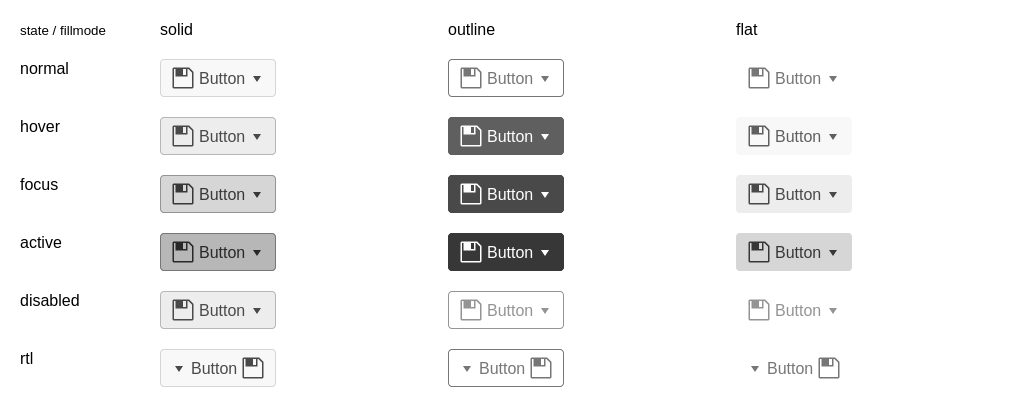 state / fillmode solid outline flat
normal Button Button Button
hover Button Button Button
focus Button Button Button
active Button Button Button
disabled Button Button Button
rtl Button Button Button